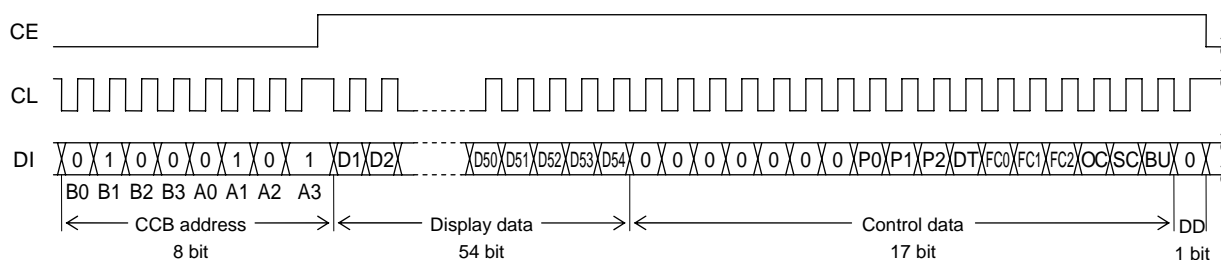 CE
CL
DI 0 1 0 0 0 1 0 1 D1 D2 D50 D51 D52 D53 D54 0 0 0 0 0 0 0 P0 P1 P2 DT FC0 FC1 FC2 OC SC BU 0
B0 B1 B2 B3 A0 A1 A2 A3
CCB address Display data Control data DD
8 bit 54 bit 17 bit 1 bit